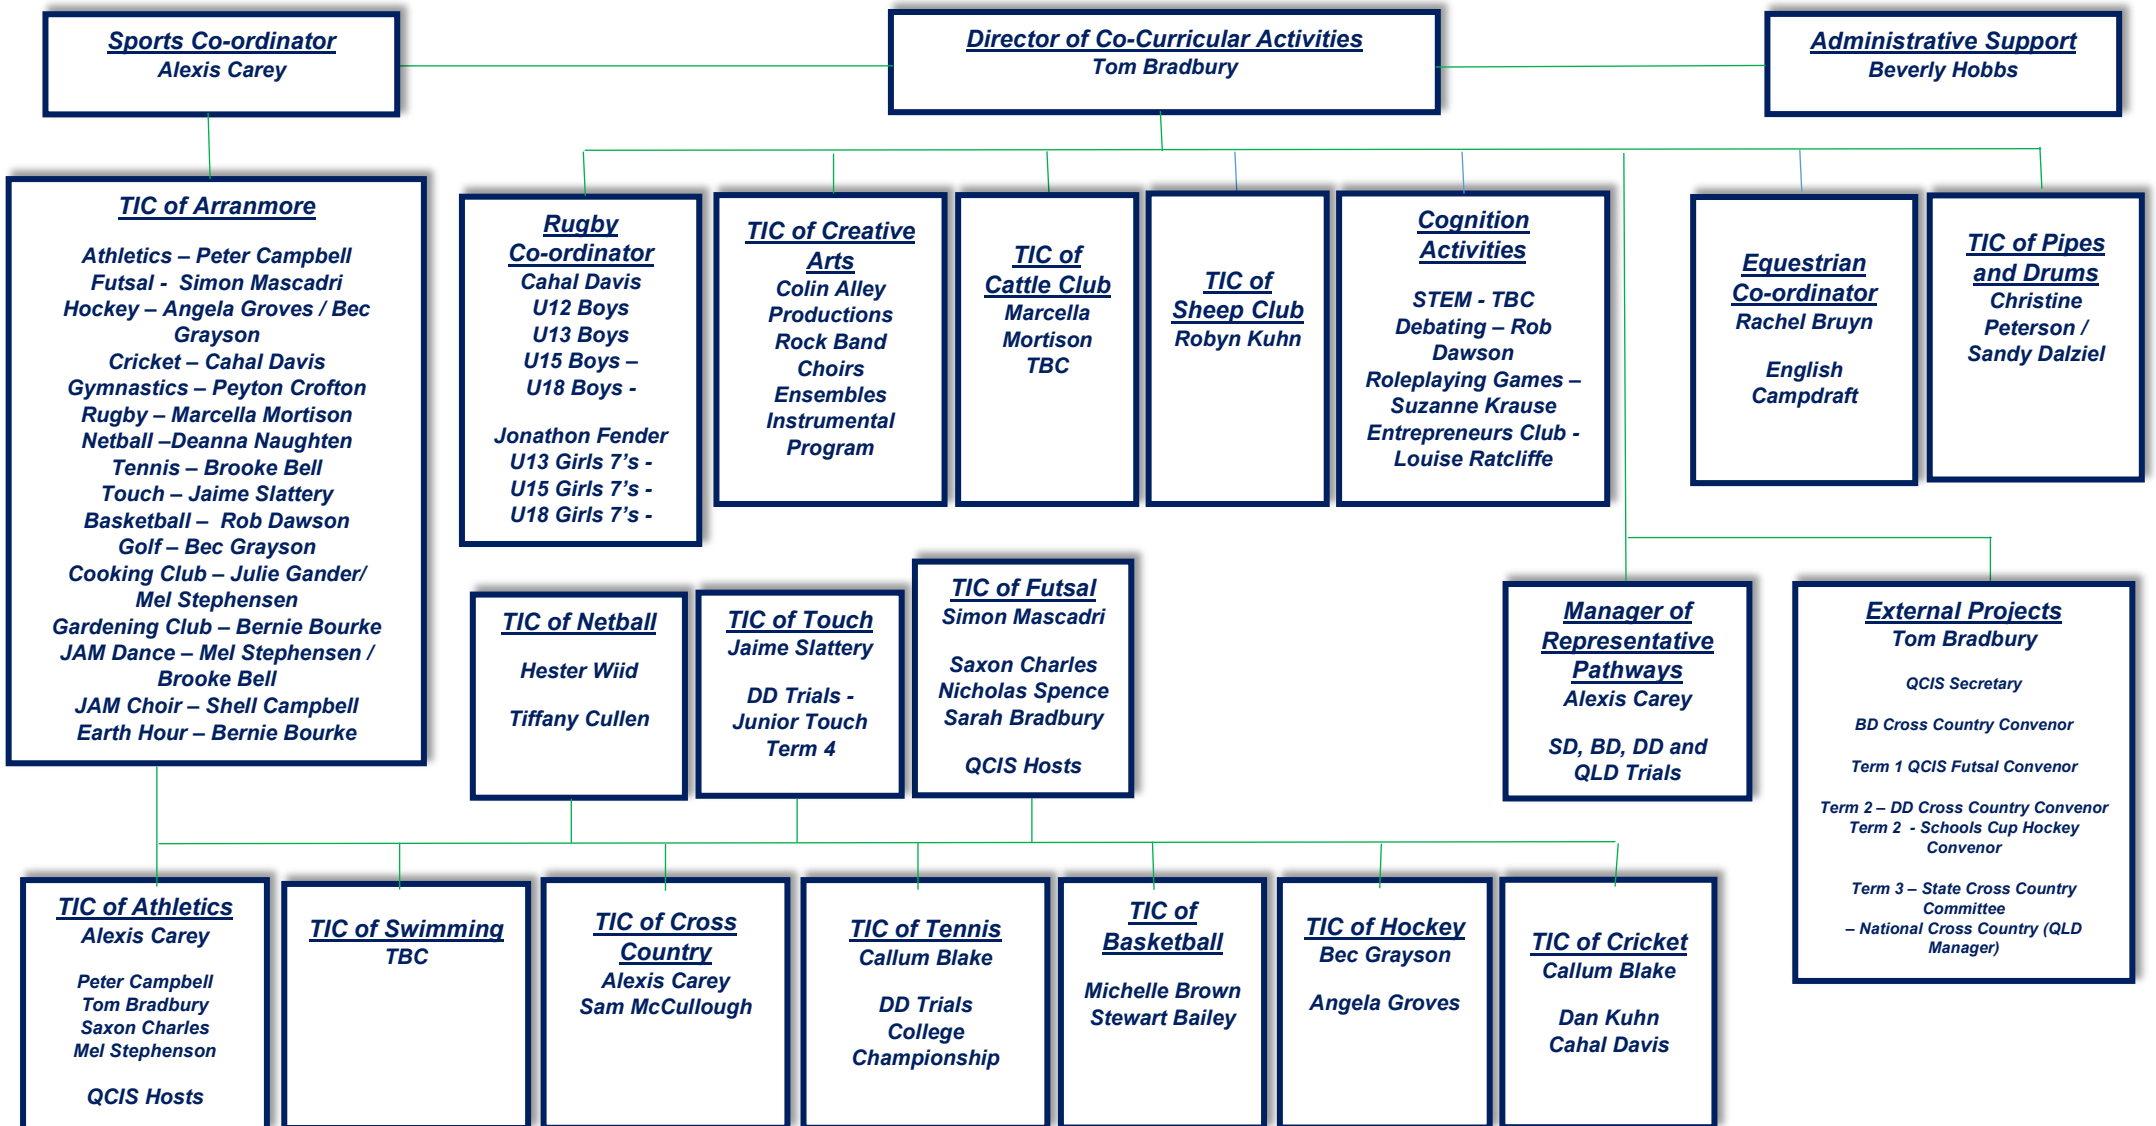 Sports Co-ordinator
Alexis Carey
Director of Co-Curricular Activities
Tom Bradbury
Administrative Support
Beverly Hobbs
TIC of Arranmore
Athletics – Peter Campbell
Futsal - Simon Mascadri
Hockey – Angela Groves / Bec
Grayson
Cricket – Cahal Davis
Gymnastics – Peyton Crofton
Rugby – Marcella Mortison
Netball –Deanna Naughten
Tennis – Brooke Bell
Touch – Jaime Slattery
Basketball – Rob Dawson
Golf – Bec Grayson
Cooking Club – Julie Gander/
Mel Stephensen
Gardening Club – Bernie Bourke
JAM Dance – Mel Stephensen /
Brooke Bell
JAM Choir – Shell Campbell
Earth Hour – Bernie Bourke
Rugby
Co-ordinator
Cahal Davis
U12 Boys
U13 Boys
U15 Boys –
U18 Boys -
Jonathon Fender
U13 Girls 7’s -
U15 Girls 7’s -
U18 Girls 7’s -
TIC of Creative
Arts
Colin Alley
Productions
Rock Band
Choirs
Ensembles
Instrumental
Program
TIC of
Cattle Club
Marcella
Mortison
TBC
TIC of
Sheep Club
Robyn Kuhn
Cognition
Activities
STEM - TBC
Debating – Rob
Dawson
Roleplaying Games –
Suzanne Krause
Entrepreneurs Club -
Louise Ratcliffe
Equestrian
Co-ordinator
Rachel Bruyn
English
Campdraft
TIC of Pipes
and Drums
Christine
Peterson /
Sandy Dalziel
TIC of Netball
Hester Wiid
Tiffany Cullen
TIC of Touch
Jaime Slattery
DD Trials -
Junior Touch
Term 4
TIC of Futsal
Simon Mascadri
Saxon Charles
Nicholas Spence
Sarah Bradbury
QCIS Hosts
Manager of
Representative
Pathways
Alexis Carey
SD, BD, DD and
QLD Trials
External Projects
Tom Bradbury
QCIS Secretary
BD Cross Country Convenor
Term 1 QCIS Futsal Convenor
Term 2 – DD Cross Country Convenor
Term 2 - Schools Cup Hockey
Convenor
Term 3 – State Cross Country
Committee
– National Cross Country (QLD
Manager)
TIC of Athletics
Alexis Carey
Peter Campbell
Tom Bradbury
Saxon Charles
Mel Stephenson
QCIS Hosts
TIC of Swimming
TBC
TIC of Cross
Country
Alexis Carey
Sam McCullough
TIC of Tennis
Callum Blake
DD Trials
College
Championship
TIC of
Basketball
Michelle Brown
Stewart Bailey
TIC of Hockey
Bec Grayson
Angela Groves
TIC of Cricket
Callum Blake
Dan Kuhn
Cahal Davis